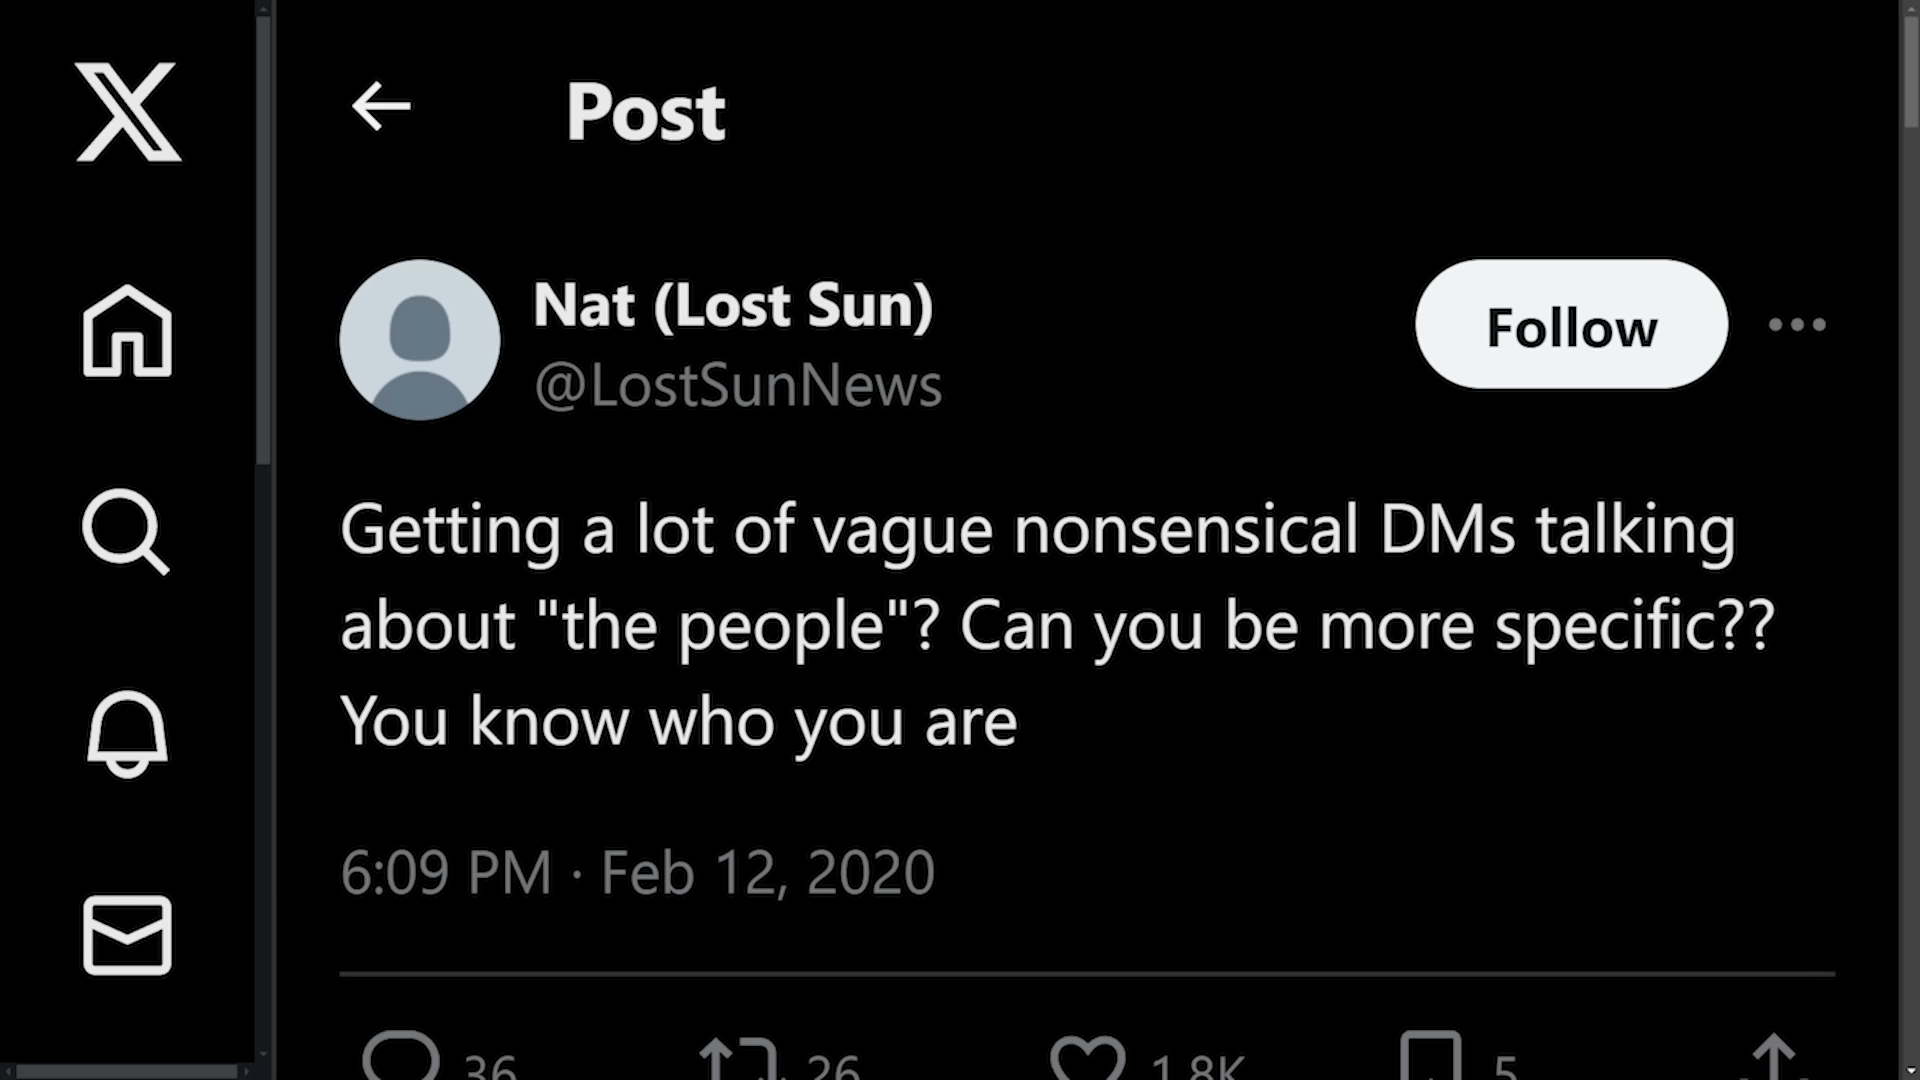 Post
Nat (Lost Sun)
@LostSunNews
Follow
Getting a lot of vague nonsensical DMs talking
about "the people"? Can you be more specific??
You know who you are
6:09 PM · Feb 12, 2020
36 26 1.8K 5